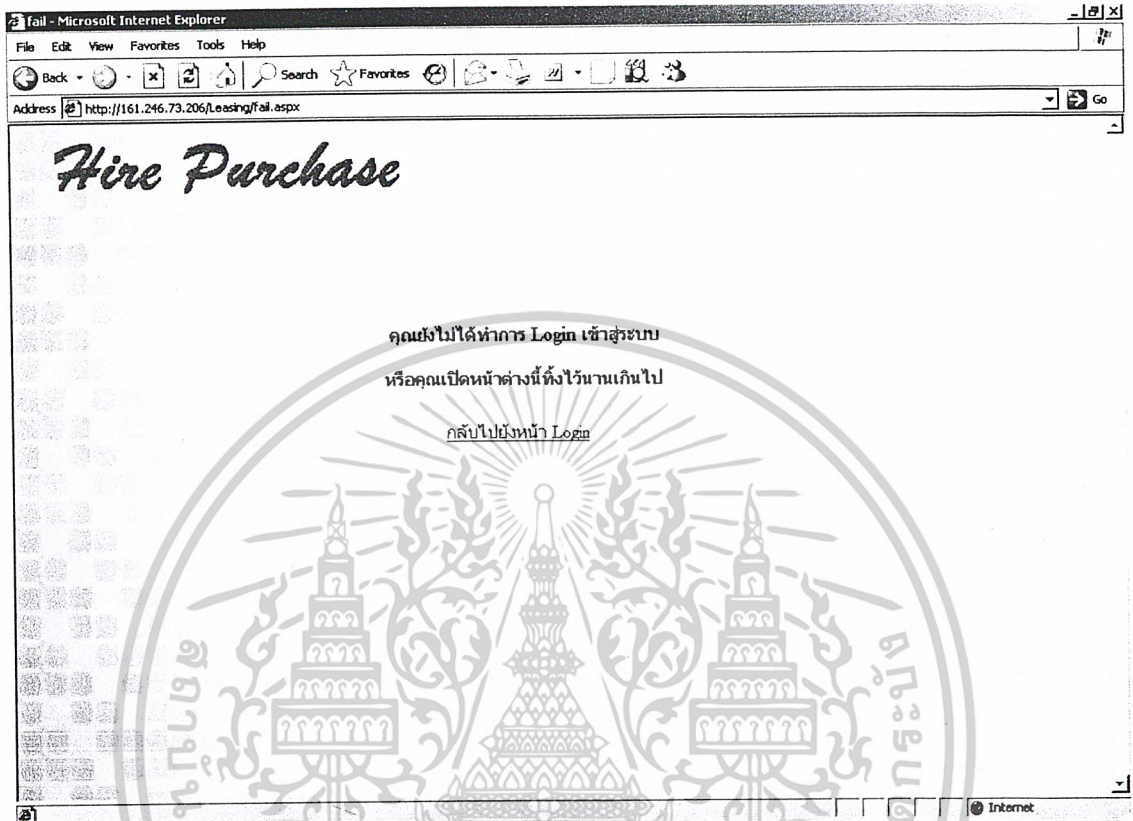 fail - Microsoft Internet Explorer
File Edit View Favorites Tools Help
Back Search Favorites
Address http://161.246.73.206/Leasing/fail.aspx Go
Hire Purchase
คุณยังไม่ได้ทำการ Login เข้าสู่ระบบ
หรือคุณเปิดหน้าต่างนี้ทิ้งไว้นานเกินไป
กลับไปยังหน้า Login
Internet